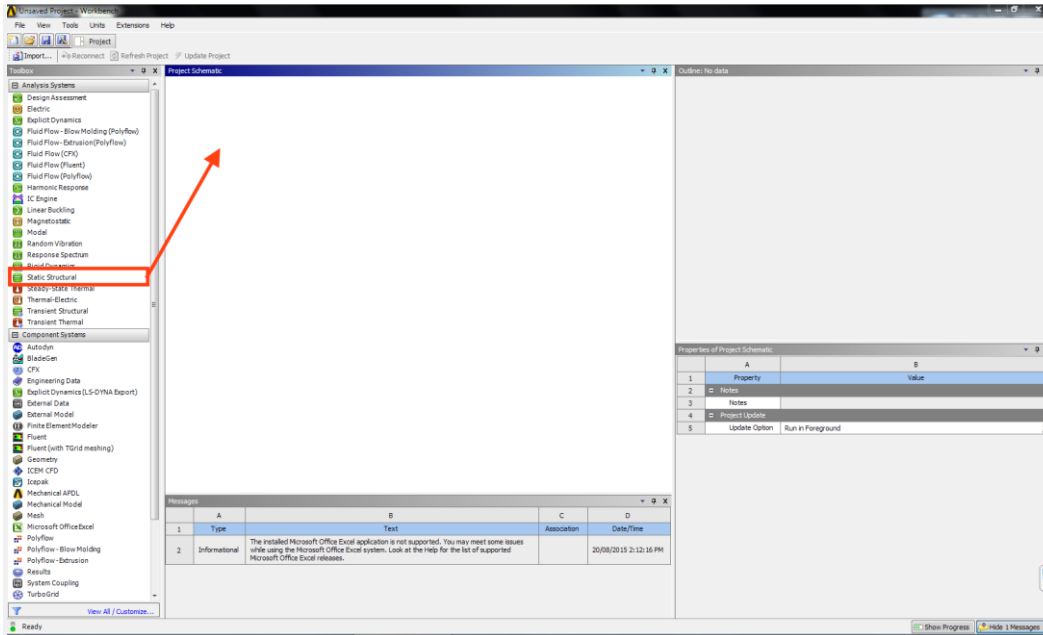 Unsaved Project - Workbench
File View Tools Units Extensions Help
Project
Import... Reconnect Refresh Project Update Project
Toolbox
Analysis Systems
Design Assessment
Electric
Explicit Dynamics
Fluid Flow - Blow Molding (Polyflow)
Fluid Flow - Extrusion (Polyflow)
Fluid Flow (CFX)
Fluid Flow (Fluent)
Fluid Flow (Polyflow)
Harmonic Response
IC Engine
Linear Buckling
Magnetostatic
Model
Random Vibration
Response Spectrum
Rigid Dynamics
Static Structural
Steady-State Thermal
Thermal-Electric
Transient Structural
Transient Thermal
Component Systems
Autodyn
BladeGen
CFX
Engineering Data
Explicit Dynamics (LS-DYNA Export)
External Data
External Model
Finite Element Modeler
Fluent
Fluent (with TGrid meshing)
Geometry
ICEM CFD
Icepak
Mechanical APDL
Mechanical Model
Mesh
Microsoft Office Excel
Polyflow
Polyflow - Blow Molding
Polyflow - Extrusion
Results
System Coupling
TurboGrid
View All / Customize...
Project Schematic
Messages
A B C D
1 Type Text Association Date/Time
2 Informational The installed Microsoft Office Excel application is not supported. You may meet some issues
while using the Microsoft Office Excel system. Look at the Help for the list of supported
Microsoft Office Excel releases. 20/08/2015 2:12:16 PM
Outline: No data
Properties of Project Schematic
A B
1 Property Value
2 Notes
3 Notes
4 Project Update
5 Update Option Run in Foreground
Ready
Show Progress Hide 1 Messages